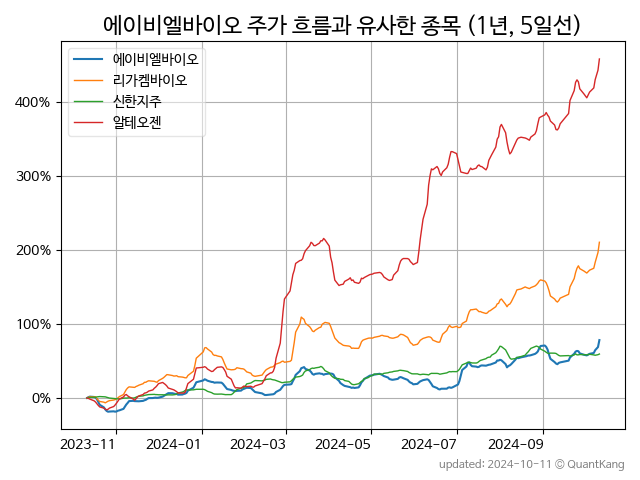 에이비엘바이오 주가 흐름과 유사한 종목 (1년, 5일선)
에이비엘바이오
리가켐바이오
신한지주
알테오젠
400%
300%
200%
100%
0%
2023-11 2024-01 2024-03 2024-05 2024-07 2024-09
updated: 2024-10-11 © QuantKang